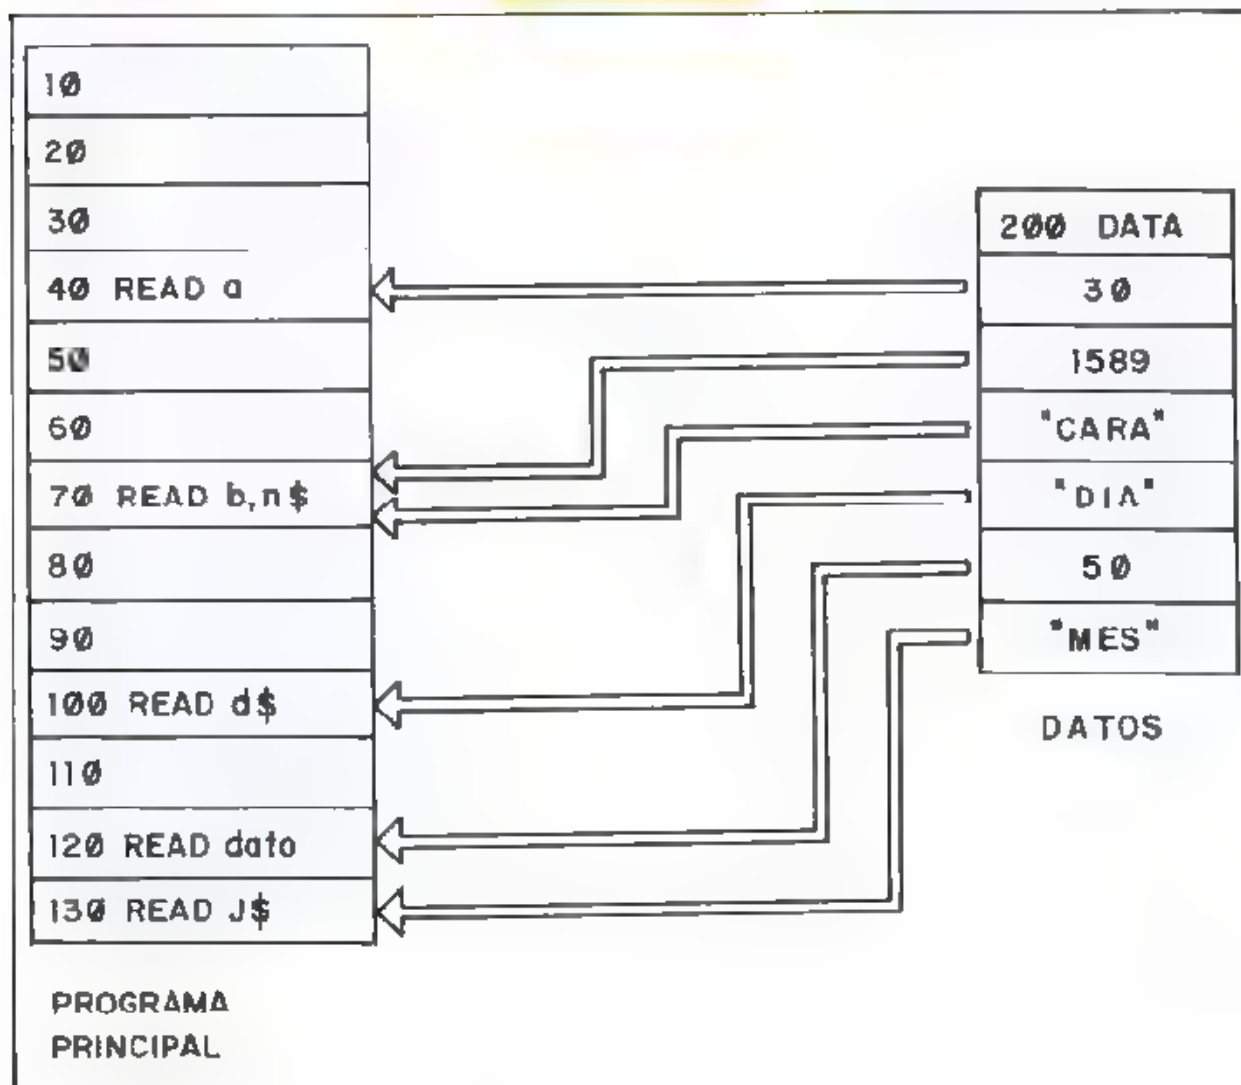 10
20
30
40 READ a
50
60
70 READ b,n$
80
90
100 READ d$
110
120 READ dato
130 READ J$
PROGRAMA
PRINCIPAL
200 DATA
30
1589
"CARA"
"DIA"
50
"MES"
DATOS